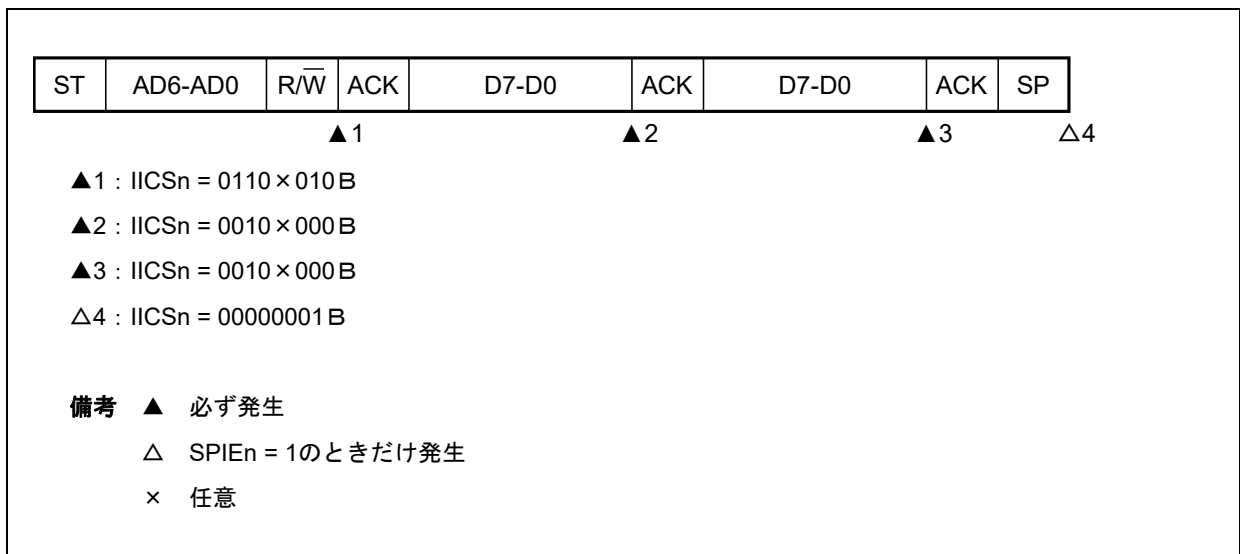 ST AD6-AD0 R/W̅ ACK D7-D0 ACK D7-D0 ACK SP
▲1 ▲2 ▲3 △4
▲1 : IICSn = 0110×010B
▲2 : IICSn = 0010×000B
▲3 : IICSn = 0010×000B
△4 : IICSn = 00000001B
備考 ▲ 必ず発生
△ SPIEn = 1のときだけ発生
× 任意